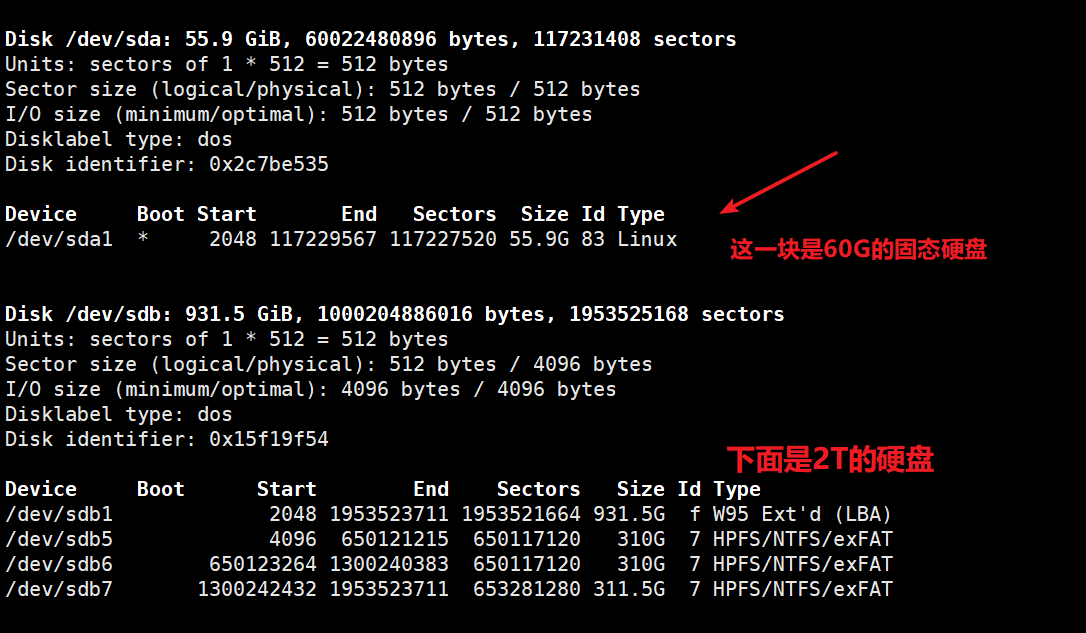 Disk /dev/sda: 55.9 GiB, 60022480896 bytes, 117231408 sectors
Units: sectors of 1 * 512 = 512 bytes
Sector size (logical/physical): 512 bytes / 512 bytes
I/O size (minimum/optimal): 512 bytes / 512 bytes
Disklabel type: dos
Disk identifier: 0x2c7be535
Device     Boot Start       End   Sectors  Size Id Type
/dev/sda1  *     2048 117229567 117227520 55.9G 83 Linux
这一块是60G的固态硬盘
Disk /dev/sdb: 931.5 GiB, 1000204886016 bytes, 1953525168 sectors
Units: sectors of 1 * 512 = 512 bytes
Sector size (logical/physical): 512 bytes / 4096 bytes
I/O size (minimum/optimal): 4096 bytes / 4096 bytes
Disklabel type: dos
Disk identifier: 0x15f19f54
下面是2T的硬盘
Device     Boot      Start        End    Sectors   Size Id Type
/dev/sdb1             2048 1953523711 1953521664 931.5G  f W95 Ext'd (LBA)
/dev/sdb5             4096  650121215  650117120   310G  7 HPFS/NTFS/exFAT
/dev/sdb6        650123264 1300240383  650117120   310G  7 HPFS/NTFS/exFAT
/dev/sdb7       1300242432 1953523711  653281280 311.5G  7 HPFS/NTFS/exFAT